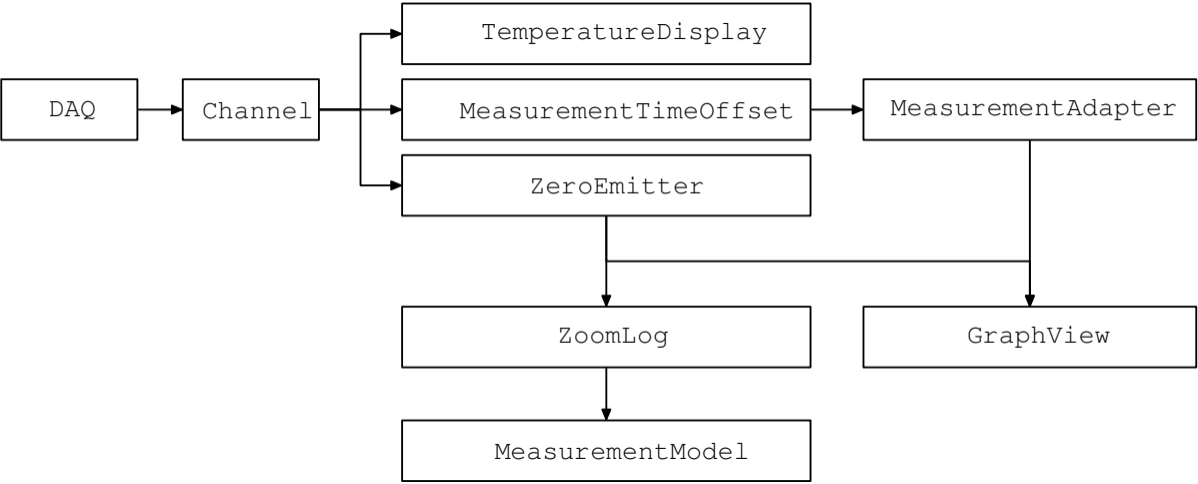 TemperatureDisplay
DAQ
Channel
MeasurementTimeOffset
MeasurementAdapter
ZeroEmitter
ZoomLog
GraphView
MeasurementModel